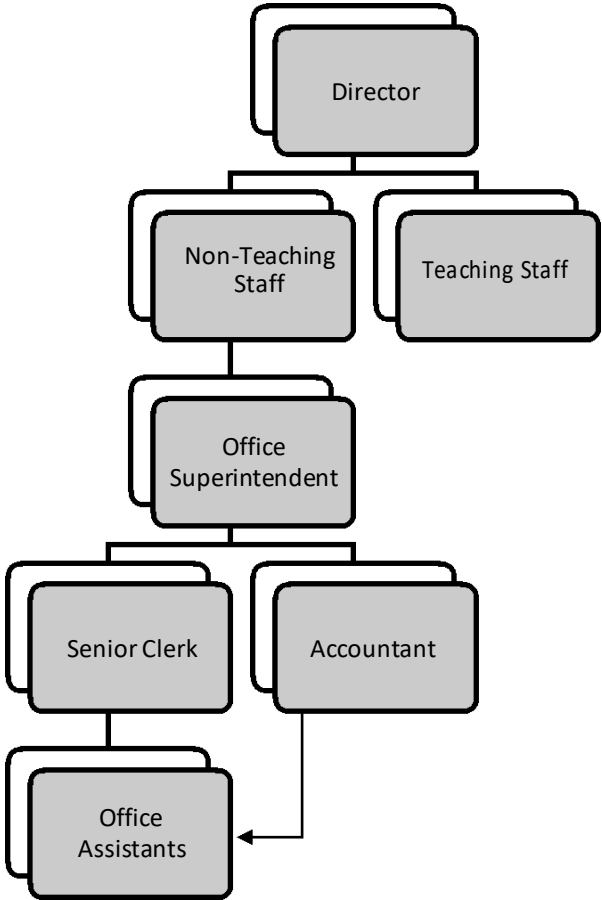 Director
Non-Teaching
Staff
Teaching Staff
Office
Superintendent
Senior Clerk
Accountant
Office
Assistants